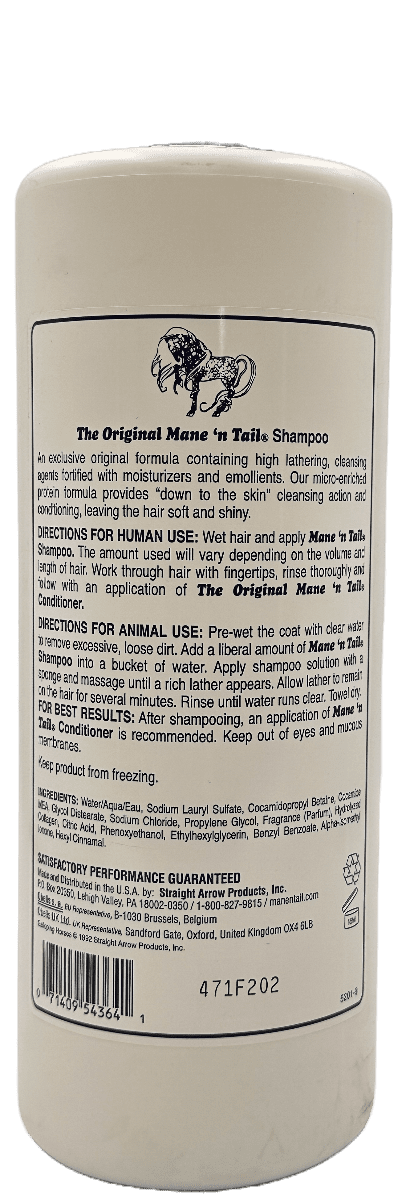 The Original Mane 'n Tail® Shampoo
An exclusive original formula containing high lathering, cleansing
agents fortified with moisturizers and emollients. Our micro-enriched
protein formula provides "down to the skin" cleansing action and
conditioning, leaving the hair soft and shiny.
DIRECTIONS FOR HUMAN USE: Wet hair and apply Mane 'n Tail®
Shampoo. The amount used will vary depending on the volume and
length of hair. Work through hair with fingertips, rinse thoroughly and
follow with an application of The Original Mane 'n Tail®
Conditioner.
DIRECTIONS FOR ANIMAL USE: Pre-wet the coat with clear water
to remove excessive, loose dirt. Add a liberal amount of Mane 'n Tail®
Shampoo into a bucket of water. Apply shampoo solution with a
sponge and massage until a rich lather appears. Allow lather to remain
on the hair for several minutes. Rinse until water runs clear. Towel dry.
FOR BEST RESULTS: After shampooing, an application of Mane 'n
Tail® Conditioner is recommended. Keep out of eyes and mucous
membranes.
Keep product from freezing.
INGREDIENTS: Water/Aqua/Eau, Sodium Lauryl Sulfate, Cocamidopropyl Betaine, Cocamide
MEA, Glycol Distearate, Sodium Chloride, Propylene Glycol, Fragrance (Parfum), Hydrolyzed
Collagen, Citric Acid, Phenoxyethanol, Ethylhexylglycerin, Benzyl Benzoate, Alpha-Isomethyl
Ionone, Hexyl Cinnamal.
SATISFACTORY PERFORMANCE GUARANTEED
Made and Distributed in the U.S.A. by: Straight Arrow Products, Inc.
P.O. Box 20350, Lehigh Valley, PA 18002-0350 / 1-800-827-9815 / manentail.com
EU Representative, B-1030 Brussels, Belgium
UK Ltd. UK Representative, Sandford Gate, Oxford, United Kingdom OX4 6LB
Galloping Horses © 1992 Straight Arrow Products, Inc.
18M
471F202
5201-9
0 71409 54364 1